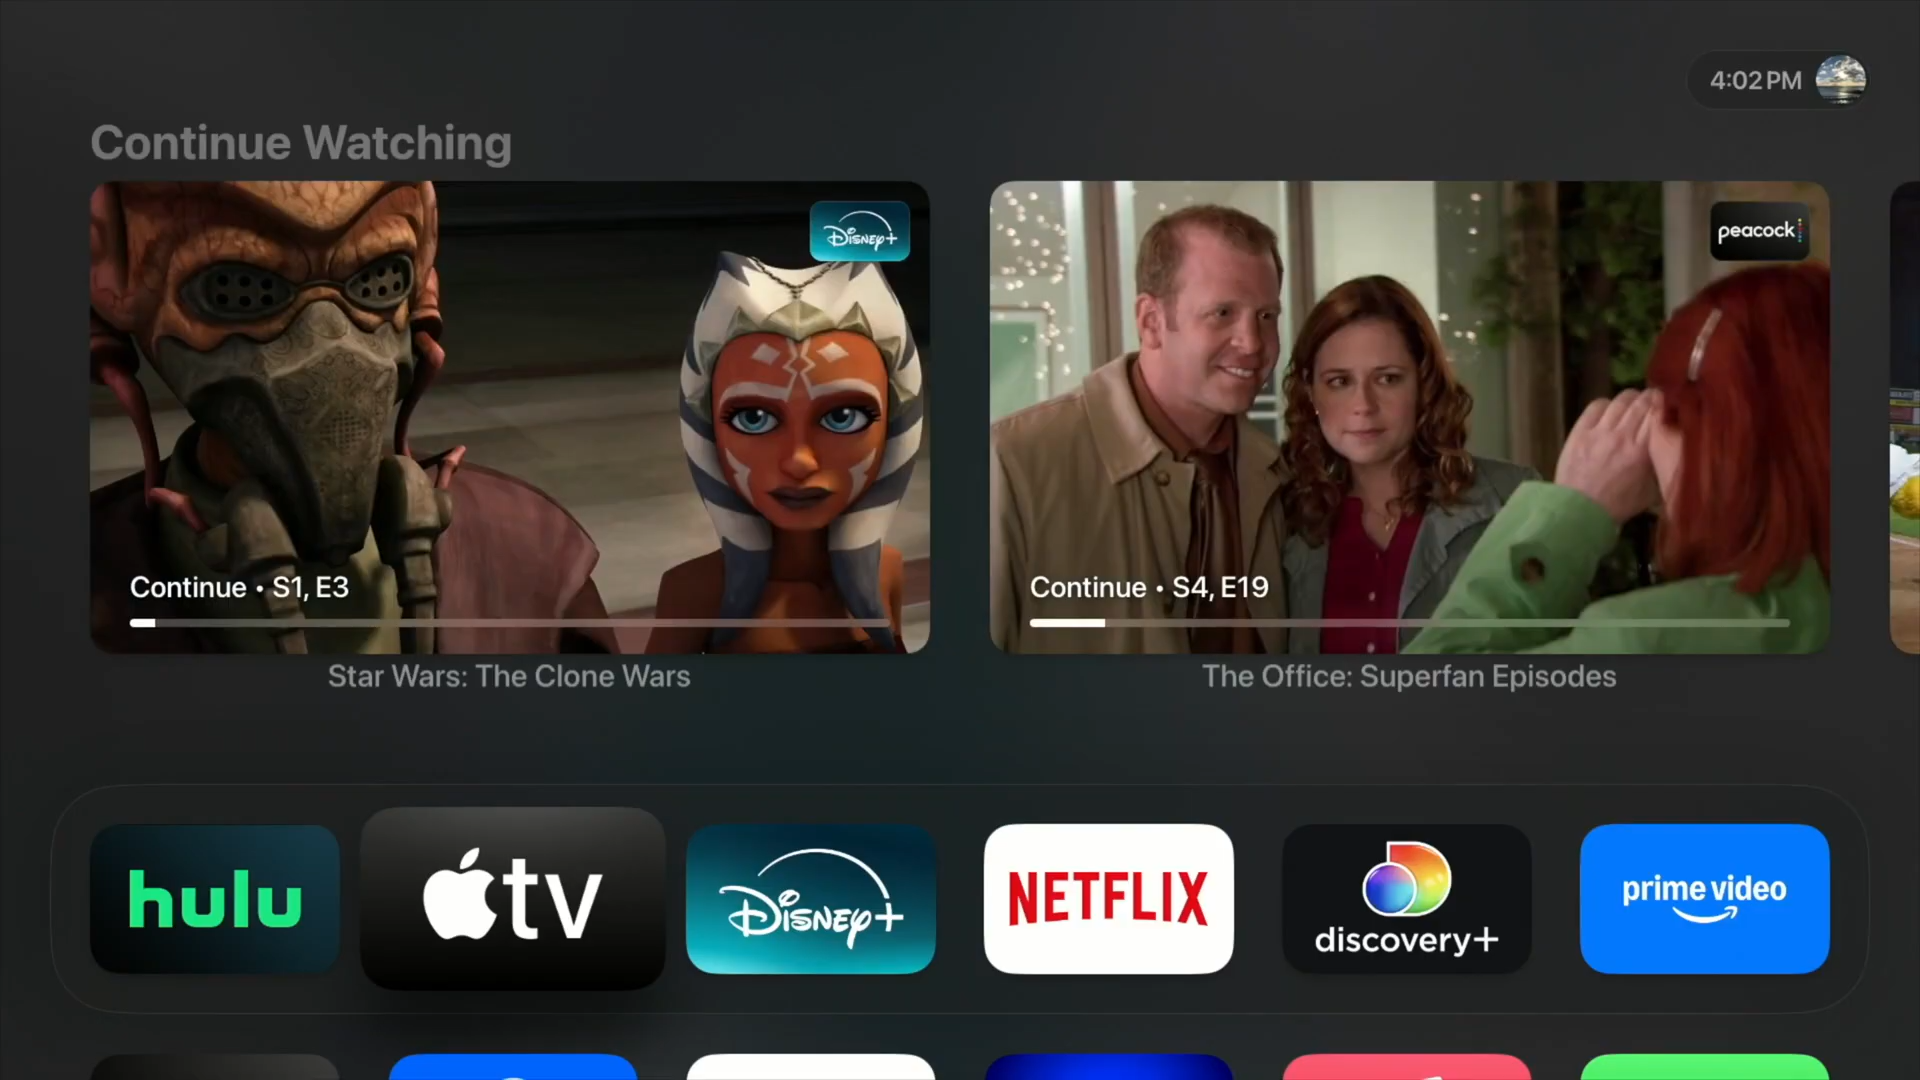 4:02 PM
Continue Watching
Disney+
Continue • S1, E3
Star Wars: The Clone Wars
peacock
Continue • S4, E19
The Office: Superfan Episodes
hulu
tv
Disney+
NETFLIX
discovery+
prime video